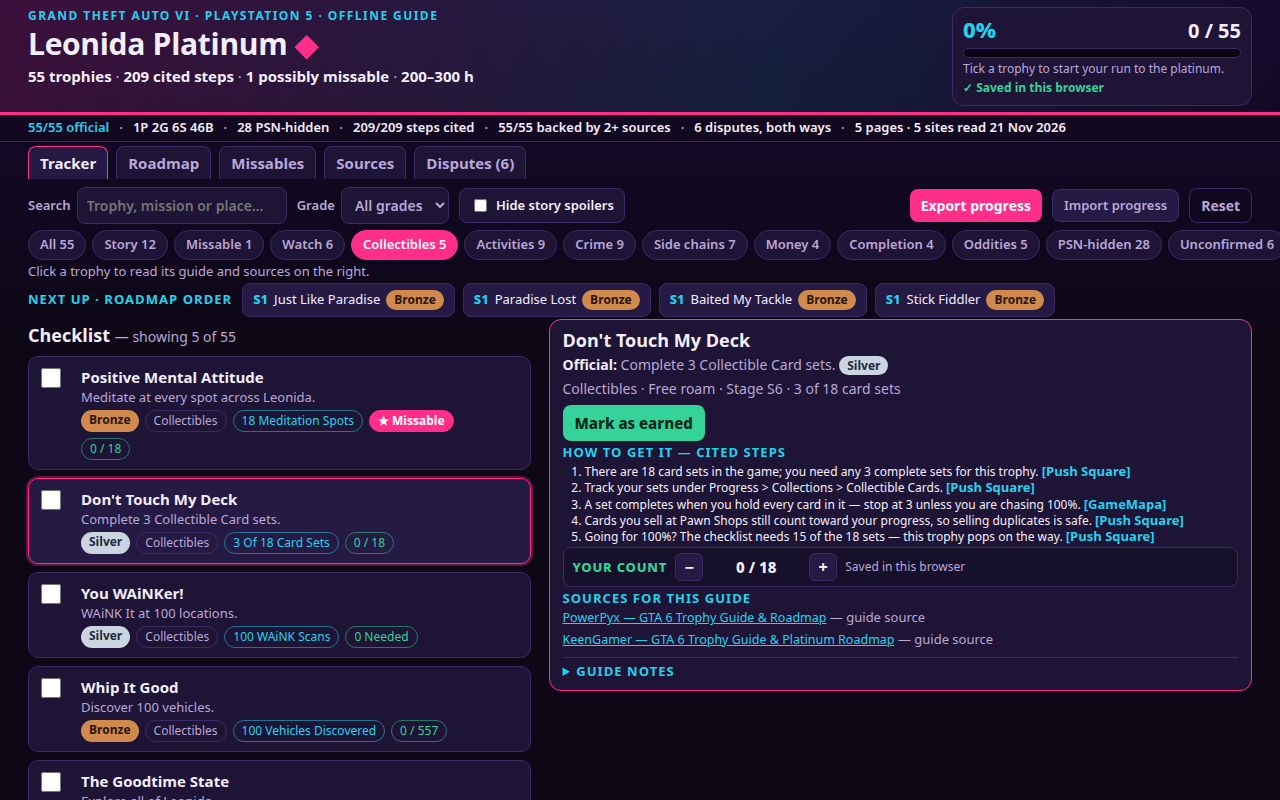 GRAND THEFT AUTO VI · PLAYSTATION 5 · OFFLINE GUIDE
Leonida Platinum
55 trophies · 209 cited steps · 1 possibly missable · 200–300 h
0% 0 / 55
Tick a trophy to start your run to the platinum.
✓ Saved in this browser
55/55 official · 1P 2G 6S 46B · 28 PSN-hidden · 209/209 steps cited · 55/55 backed by 2+ sources · 6 disputes, both ways · 5 pages · 5 sites read 21 Nov 2026
Tracker Roadmap Missables Sources Disputes (6)
Search Trophy, mission or place... Grade All grades Hide story spoilers Export progress Import progress Reset
All 55 Story 12 Missable 1 Watch 6 Collectibles 5 Activities 9 Crime 9 Side chains 7 Money 4 Completion 4 Oddities 5 PSN-hidden 28 Unconfirmed 6
Click a trophy to read its guide and sources on the right.
NEXT UP · ROADMAP ORDER S1 Just Like Paradise Bronze S1 Paradise Lost Bronze S1 Baited My Tackle Bronze S1 Stick Fiddler Bronze
Checklist — showing 5 of 55
Positive Mental Attitude
Meditate at every spot across Leonida.
Bronze Collectibles 18 Meditation Spots ★ Missable
0 / 18
Don't Touch My Deck
Complete 3 Collectible Card sets.
Silver Collectibles 3 Of 18 Card Sets 0 / 18
You WAiNKer!
WAiNK It at 100 locations.
Silver Collectibles 100 WAiNK Scans 0 Needed
Whip It Good
Discover 100 vehicles.
Bronze Collectibles 100 Vehicles Discovered 0 / 557
The Goodtime State
Explore all of Leonida.
Don't Touch My Deck
Official: Complete 3 Collectible Card sets. Silver
Collectibles · Free roam · Stage S6 · 3 of 18 card sets
Mark as earned
HOW TO GET IT — CITED STEPS
1. There are 18 card sets in the game; you need any 3 complete sets for this trophy. [Push Square]
2. Track your sets under Progress > Collections > Collectible Cards. [Push Square]
3. A set completes when you hold every card in it — stop at 3 unless you are chasing 100%. [GameMapa]
4. Cards you sell at Pawn Shops still count toward your progress, so selling duplicates is safe. [Push Square]
5. Going for 100%? The checklist needs 15 of the 18 sets — this trophy pops on the way. [Push Square]
YOUR COUNT − 0 / 18 + Saved in this browser
SOURCES FOR THIS GUIDE
PowerPyx — GTA 6 Trophy Guide & Roadmap — guide source
KeenGamer — GTA 6 Trophy Guide & Platinum Roadmap — guide source
GUIDE NOTES